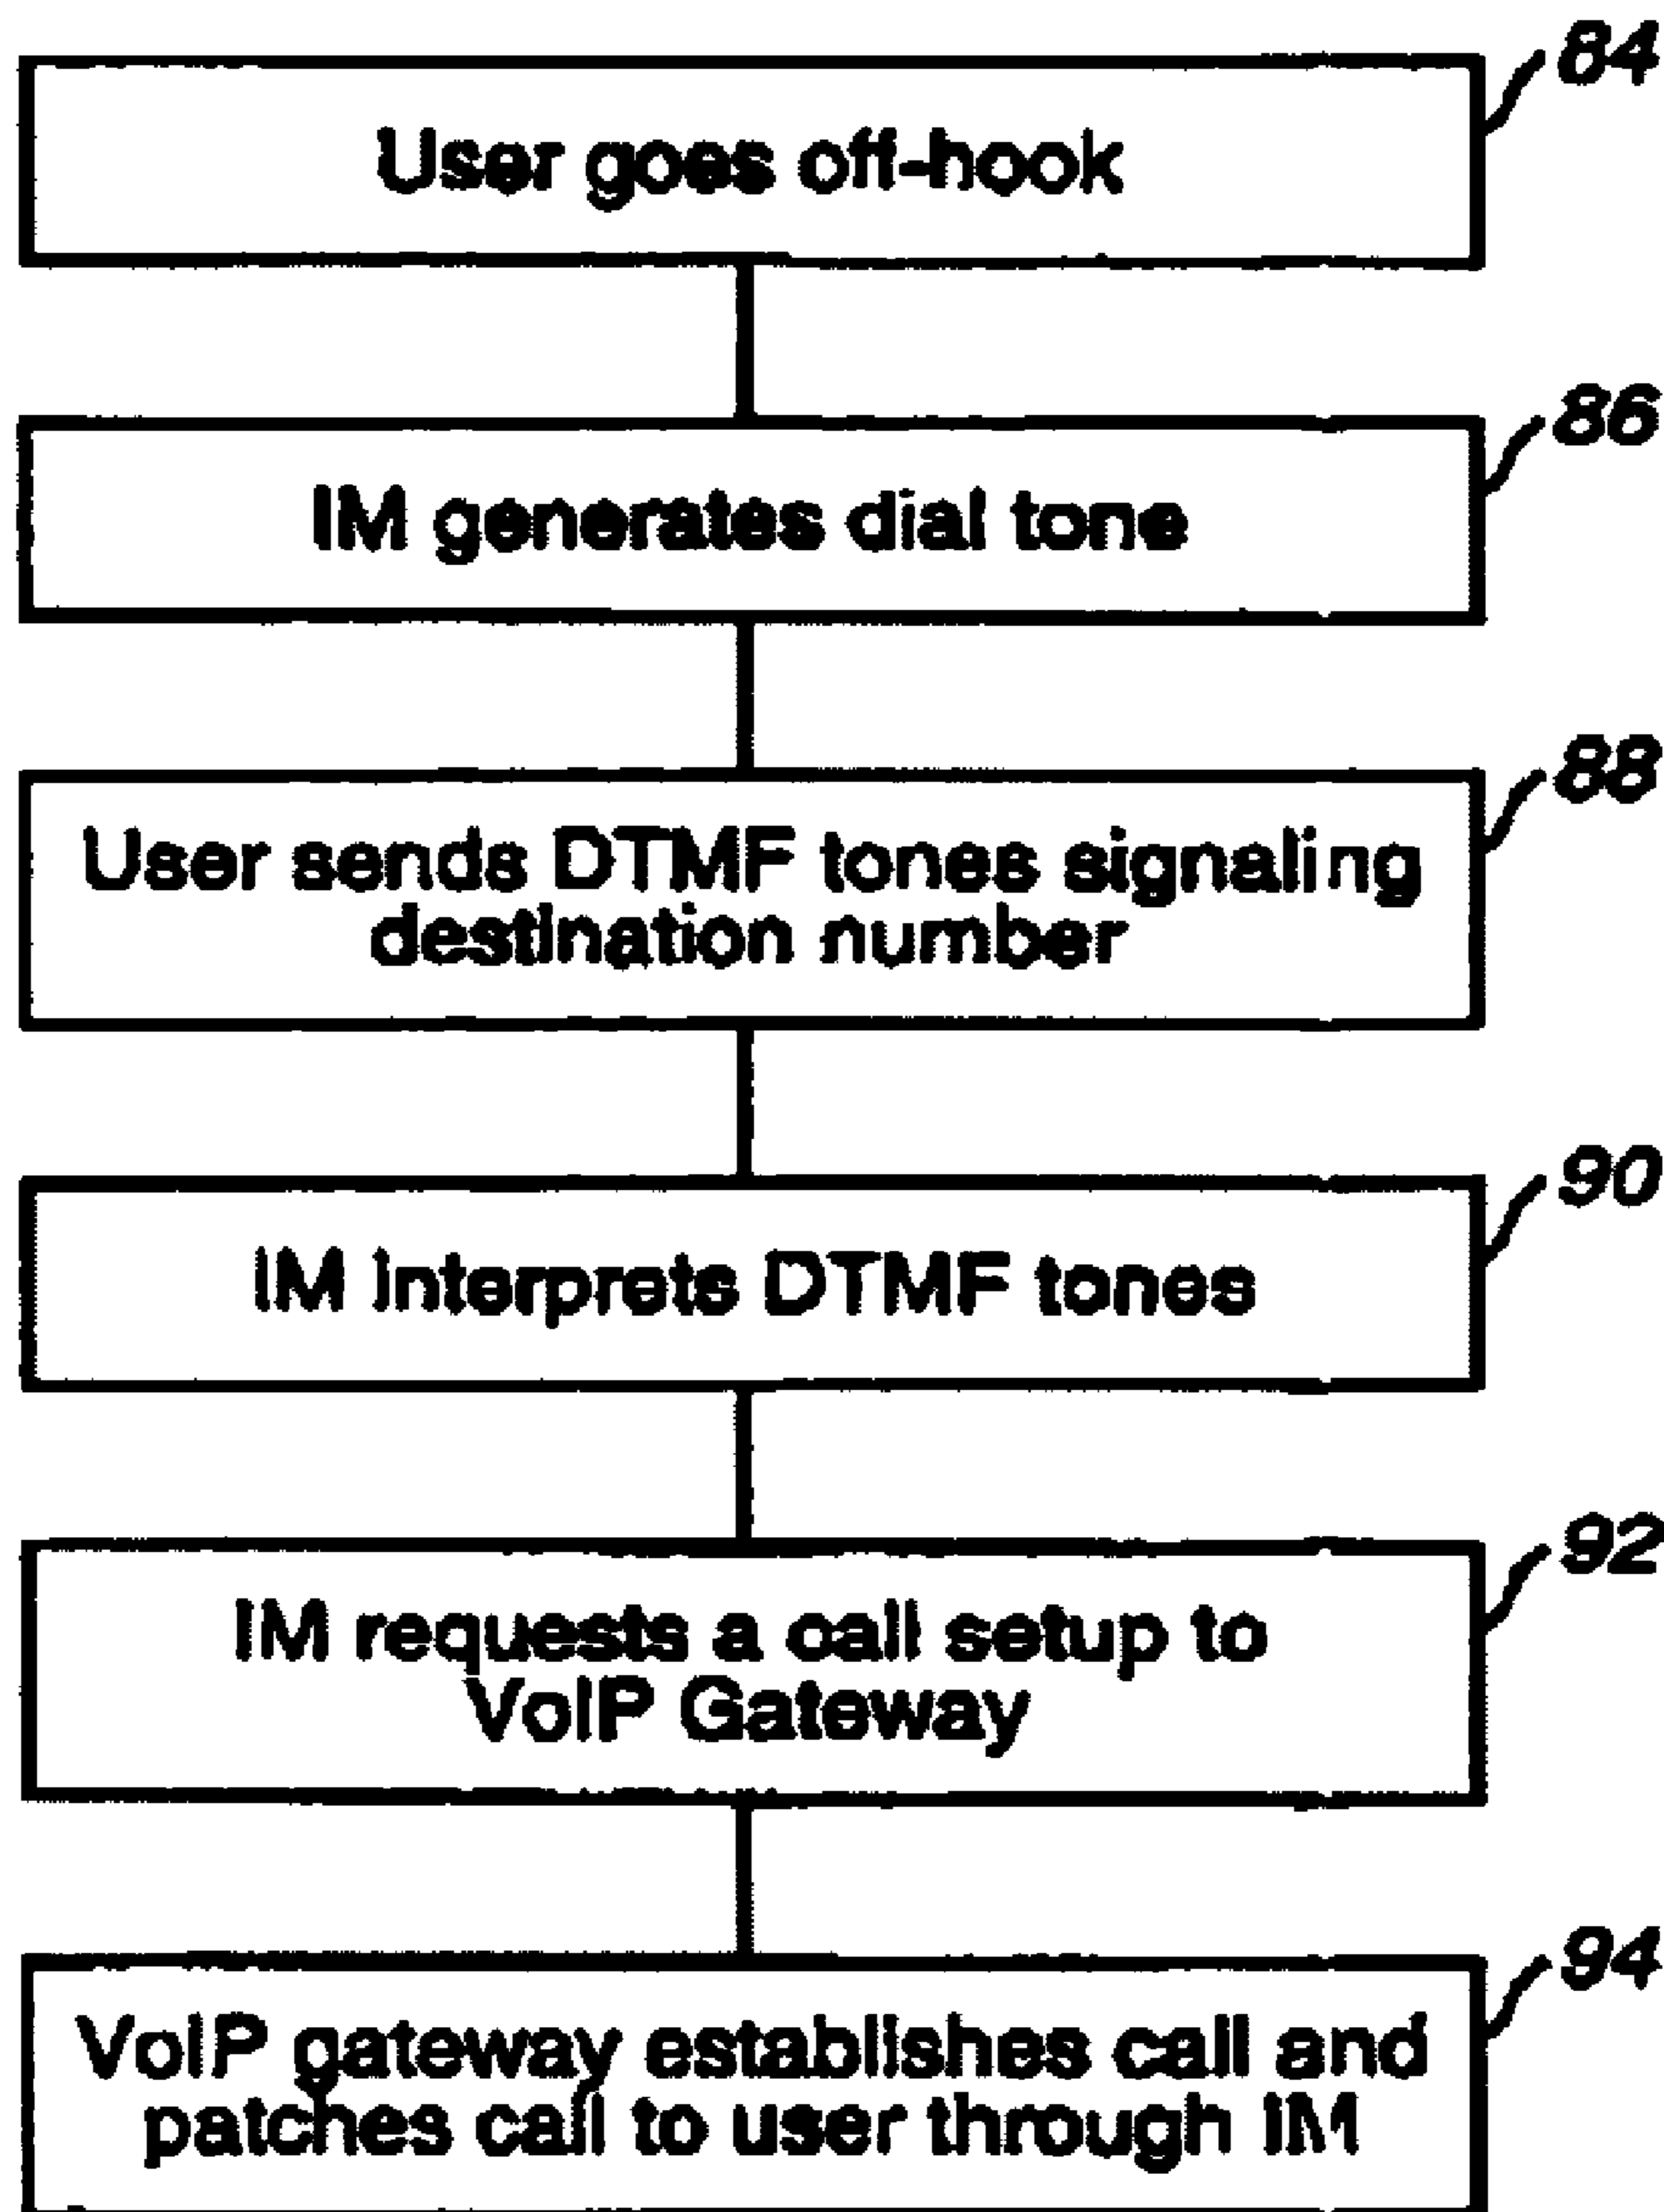 84
User goes off-hook
86
IM generates dial tone
88
User sends DTMF tones signaling
destination number
90
IM interprets DTMF tones
92
IM requests a call setup to
VoIP Gateway
94
VoIP gateway establishes call and
patches call to user through IM